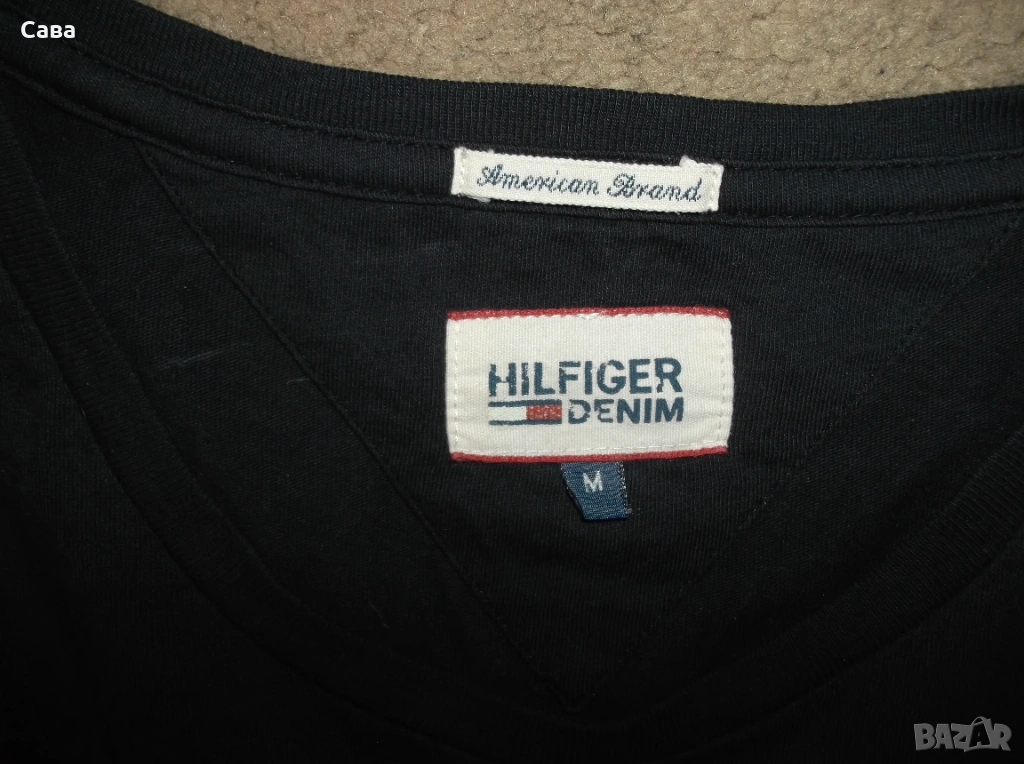 Сава
American Brand
HILFIGER
DENIM
M
BAZAR